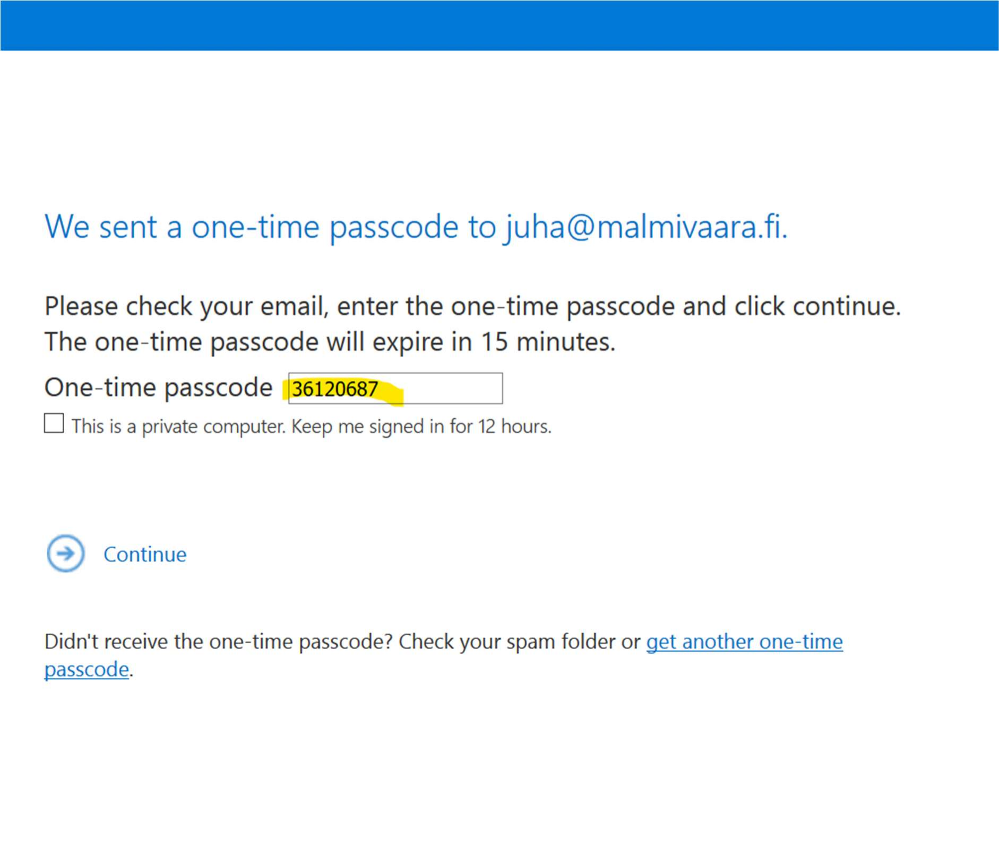 We sent a one-time passcode to juha@malmivaara.fi.
Please check your email, enter the one-time passcode and click continue.
The one-time passcode will expire in 15 minutes.
One-time passcode 36120687
This is a private computer. Keep me signed in for 12 hours.
Continue
Didn't receive the one-time passcode? Check your spam folder or get another one-time
passcode.